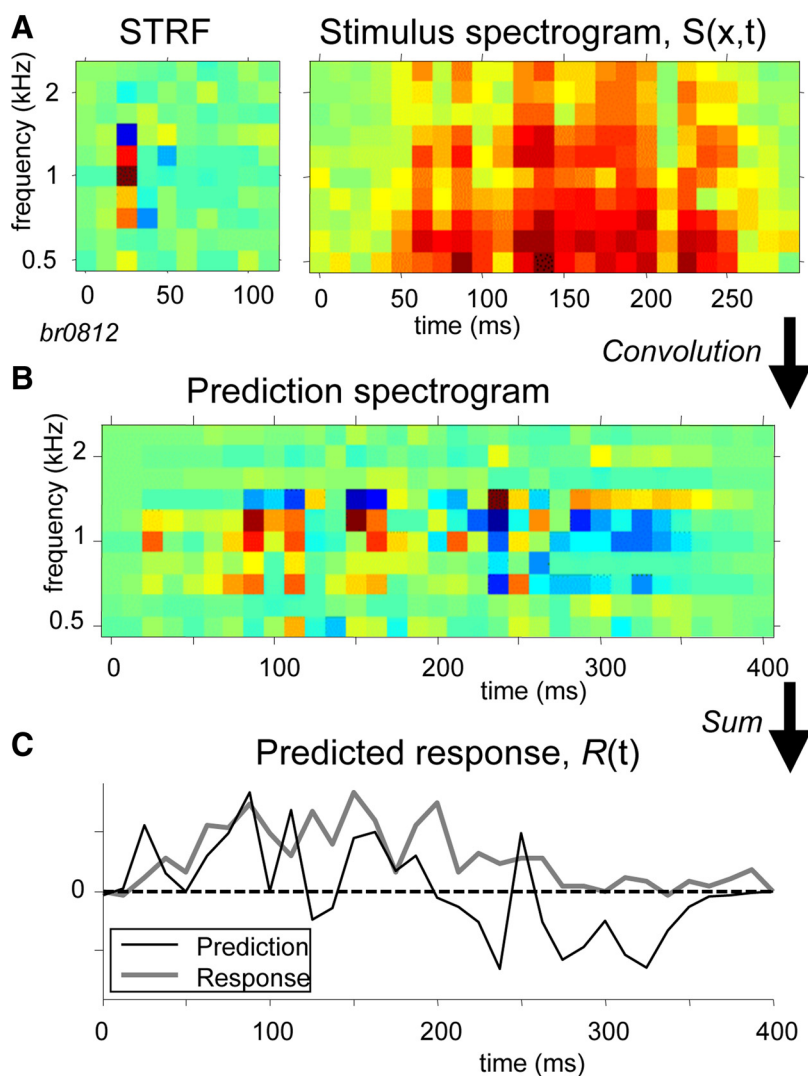 A
STRF
Stimulus spectrogram, S(x,t)
frequency (kHz)
2
1
0.5
0 50 100
0 50 100 150 200 250
time (ms)
br0812
Convolution
B
Prediction spectrogram
frequency (kHz)
2
1
0.5
0 100 200 300 400
time (ms)
Sum
C
Predicted response, R(t)
0
Prediction
Response
0 100 200 300 400
time (ms)